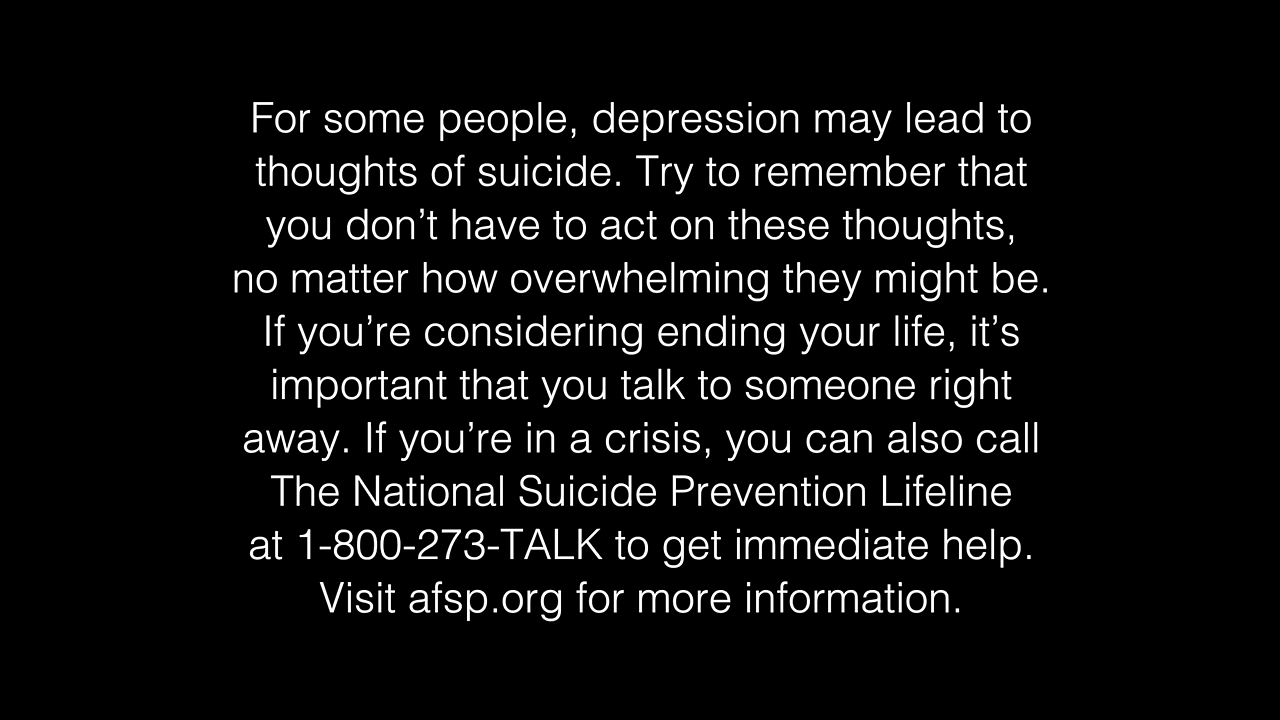 For some people, depression may lead to
thoughts of suicide. Try to remember that
you don’t have to act on these thoughts,
no matter how overwhelming they might be.
If you’re considering ending your life, it’s
important that you talk to someone right
away. If you’re in a crisis, you can also call
The National Suicide Prevention Lifeline
at 1-800-273-TALK to get immediate help.
Visit afsp.org for more information.